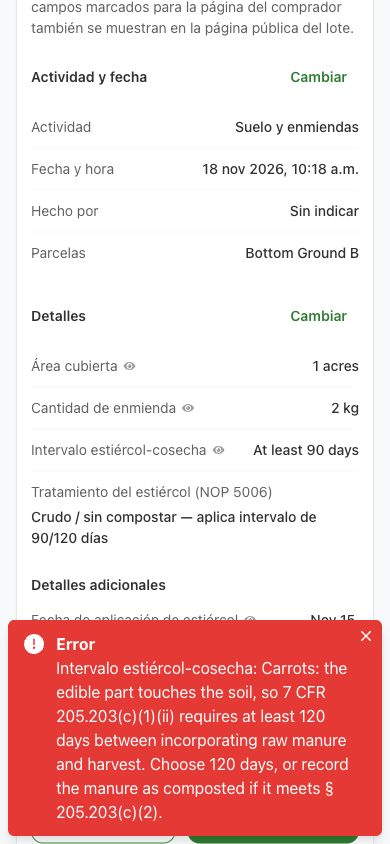 campos marcados para la página del comprador
también se muestran en la página pública del lote.
Actividad y fecha Cambiar
Actividad Suelo y enmiendas
Fecha y hora 18 nov 2026, 10:18 a.m.
Hecho por Sin indicar
Parcelas Bottom Ground B
Detalles Cambiar
Área cubierta 1 acres
Cantidad de enmienda 2 kg
Intervalo estiércol-cosecha At least 90 days
Tratamiento del estiércol (NOP 5006)
Crudo / sin compostar — aplica intervalo de
90/120 días
Detalles adicionales
Fecha de aplicación de estiércol Nov 15
Error
Intervalo estiércol-cosecha: Carrots: the
edible part touches the soil, so 7 CFR
205.203(c)(1)(ii) requires at least 120
days between incorporating raw manure
and harvest. Choose 120 days, or record
the manure as composted if it meets §
205.203(c)(2).